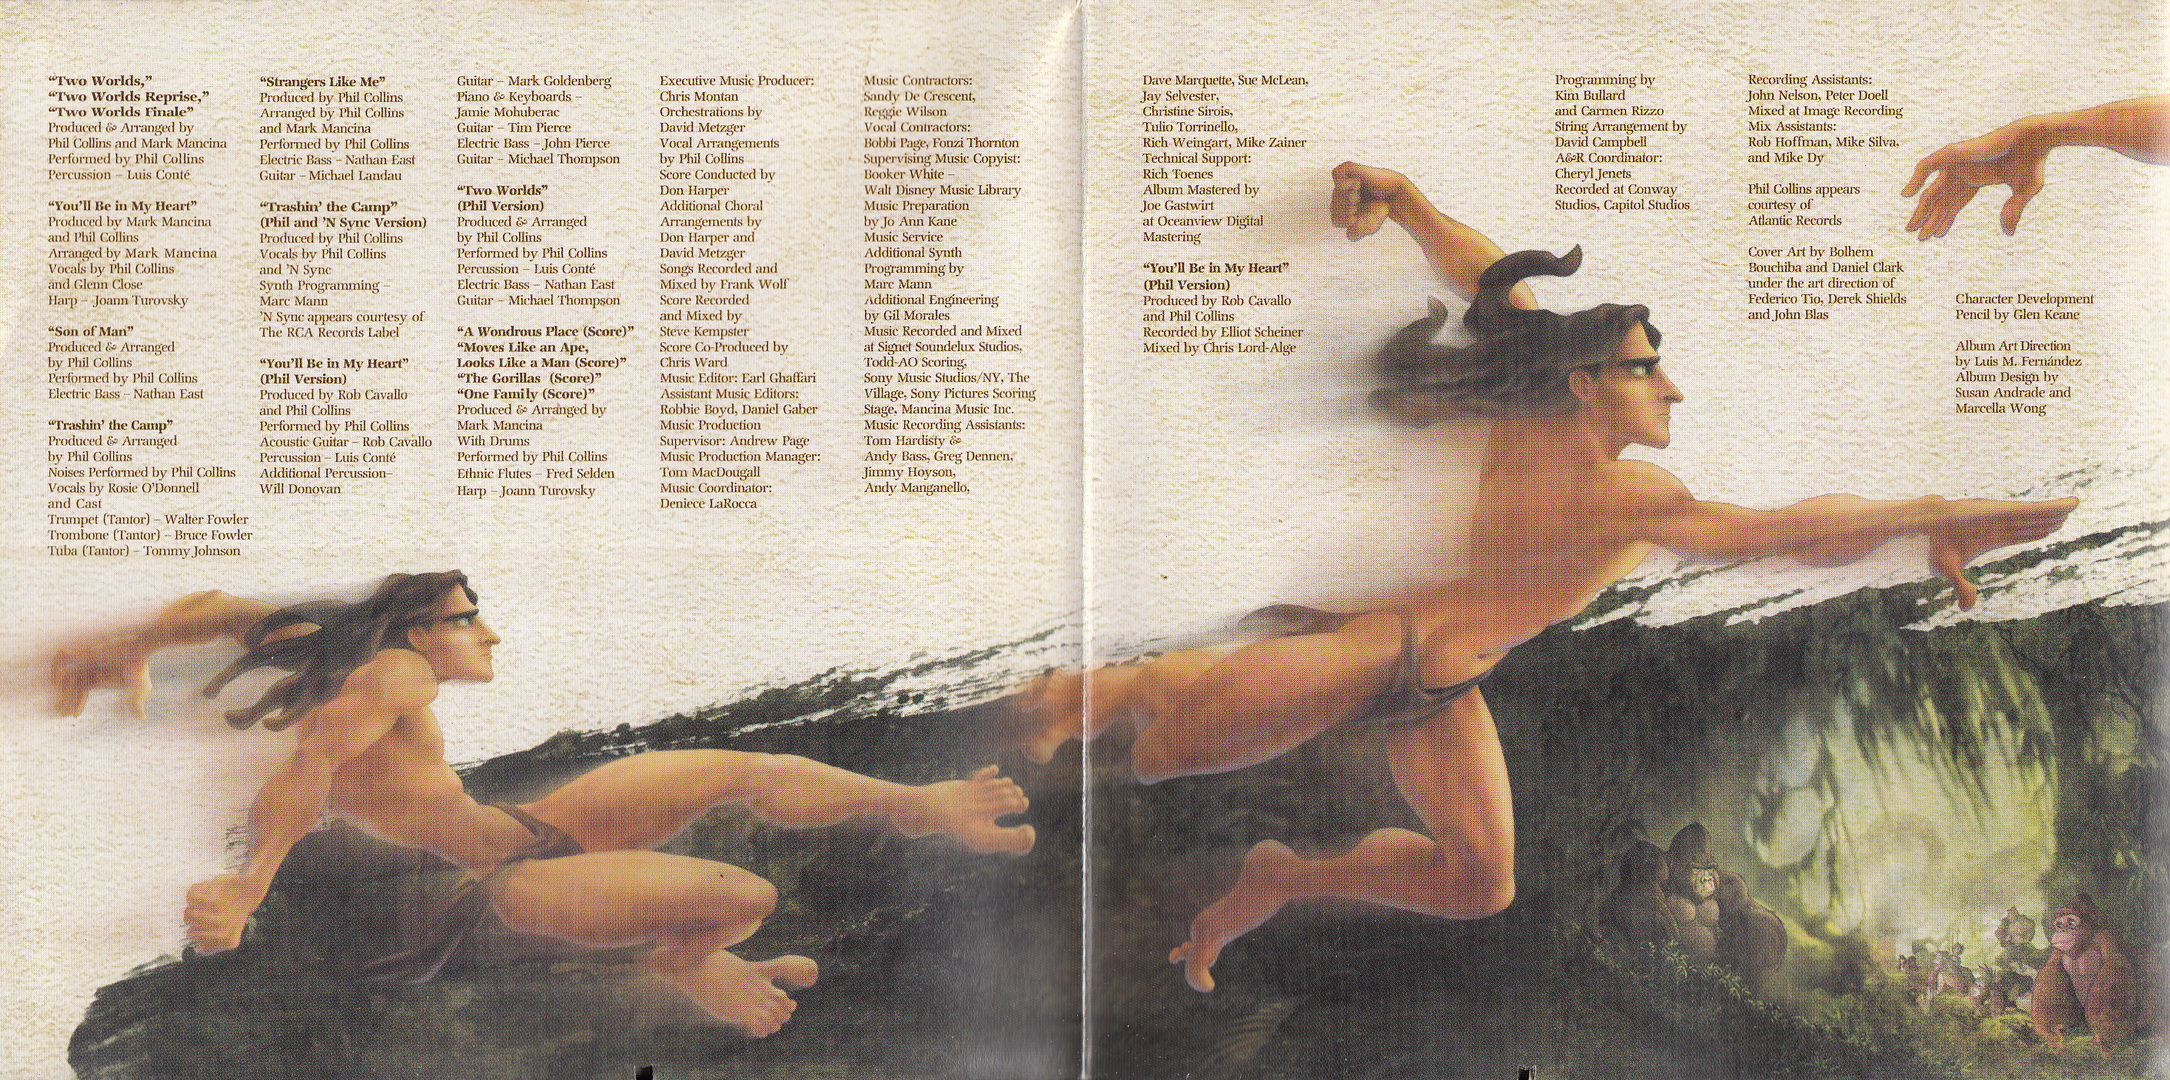 “Two Worlds,”
“Two Worlds Reprise,”
“Two Worlds Finale”
Produced & Arranged by
Phil Collins and Mark Mancina
Performed by Phil Collins
Percussion – Luis Conté
“You'll Be in My Heart”
Produced by Mark Mancina
and Phil Collins
Arranged by Mark Mancina
Vocals by Phil Collins
and Glenn Close
Harp – Joann Turovsky
“Son of Man”
Produced & Arranged
by Phil Collins
Performed by Phil Collins
Electric Bass – Nathan East
“Trashin' the Camp”
Produced & Arranged
by Phil Collins
Noises Performed by Phil Collins
Vocals by Rosie O'Donnell
and Cast
Trumpet (Tantor) – Walter Fowler
Trombone (Tantor) – Bruce Fowler
Tuba (Tantor) – Tommy Johnson
“Strangers Like Me”
Produced by Phil Collins
Arranged by Phil Collins
and Mark Mancina
Performed by Phil Collins
Electric Bass – Nathan East
Guitar – Michael Landau
“Trashin' the Camp”
(Phil and 'N Sync Version)
Produced by Phil Collins
Vocals by Phil Collins
and 'N Sync
Synth Programming –
Marc Mann
'N Sync appears courtesy of
The RCA Records Label
“You'll Be in My Heart”
(Phil Version)
Produced by Rob Cavallo
and Phil Collins
Performed by Phil Collins
Acoustic Guitar – Rob Cavallo
Percussion – Luis Conté
Additional Percussion–
Will Donovan
Guitar – Mark Goldenberg
Piano & Keyboards –
Jamie Mohuberac
Guitar – Tim Pierce
Electric Bass – John Pierce
Guitar – Michael Thompson
“Two Worlds”
(Phil Version)
Produced & Arranged
by Phil Collins
Performed by Phil Collins
Percussion – Luis Conté
Electric Bass – Nathan East
Guitar – Michael Thompson
“A Wondrous Place (Score)”
“Moves Like an Ape,
Looks Like a Man (Score)”
“The Gorillas (Score)”
“One Family (Score)”
Produced & Arranged by
Mark Mancina
With Drums
Performed by Phil Collins
Ethnic Flutes – Fred Selden
Harp – Joann Turovsky
Executive Music Producer:
Chris Montan
Orchestrations by
David Metzger
Vocal Arrangements
by Phil Collins
Score Conducted by
Don Harper
Additional Choral
Arrangements by
Don Harper and
David Metzger
Songs Recorded and
Mixed by Frank Wolf
Score Recorded
and Mixed by
Steve Kempster
Score Co-Produced by
Chris Ward
Music Editor: Earl Ghaffari
Assistant Music Editors:
Robbie Boyd, Daniel Gaber
Music Production
Supervisor: Andrew Page
Music Production Manager:
Tom MacDougall
Music Coordinator:
Deniece LaRocca
Music Contractors:
Sandy De Crescent,
Reggie Wilson
Vocal Contractors:
Bobbi Page, Fonzi Thornton
Supervising Music Copyist:
Booker White –
Walt Disney Music Library
Music Preparation
by Jo Ann Kane
Music Service
Additional Synth
Programming by
Marc Mann
Additional Engineering
by Gil Morales
Music Recorded and Mixed
at Signet Soundelux Studios,
Todd-AO Scoring,
Sony Music Studios/NY, The
Village, Sony Pictures Scoring
Stage, Mancina Music Inc.
Music Recording Assistants:
Tom Hardisty &
Andy Bass, Greg Dennen,
Jimmy Hoyson,
Andy Manganello,
Dave Marquette, Sue McLean,
Jay Selvester,
Christine Sirois,
Tulio Torrinello,
Rich Weingart, Mike Zainer
Technical Support:
Rich Toenes
Album Mastered by
Joe Gastwirt
at Oceanview Digital
Mastering
“You'll Be in My Heart”
(Phil Version)
Produced by Rob Cavallo
and Phil Collins
Recorded by Elliot Scheiner
Mixed by Chris Lord-Alge
Programming by
Kim Bullard
and Carmen Rizzo
String Arrangement by
David Campbell
A&R Coordinator:
Cheryl Jenets
Recorded at Conway
Studios, Capitol Studios
Recording Assistants:
John Nelson, Peter Doell
Mixed at Image Recording
Mix Assistants:
Rob Hoffman, Mike Silva,
and Mike Dy
Phil Collins appears
courtesy of
Atlantic Records
Cover Art by Bolhem
Bouchiba and Daniel Clark
under the art direction of
Federico Tio, Derek Shields
and John Blas
Character Development
Pencil by Glen Keane
Album Art Direction
by Luis M. Fernández
Album Design by
Susan Andrade and
Marcella Wong